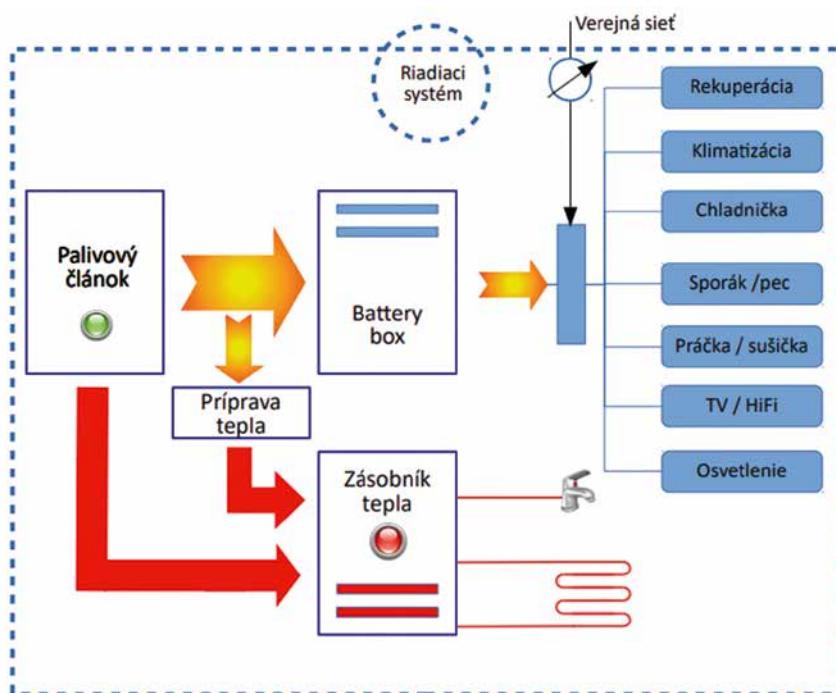 Verejná sieť
Riadiaci
systém
Rekuperácia
Klimatizácia
Chladnička
Sporák /pec
Práčka / sušička
TV / HiFi
Osvetlenie
Palivový
článok
Battery
box
Príprava
tepla
Zásobník
tepla